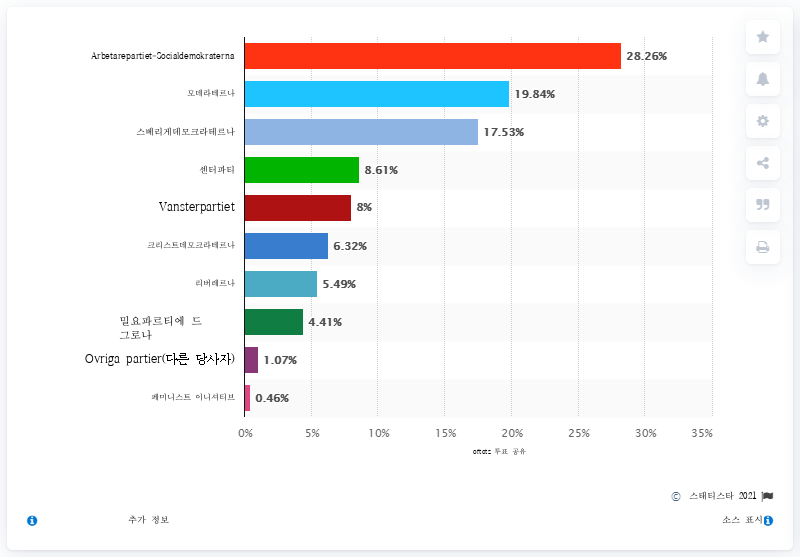 Arbetarepartiet-Socialdemokraterna 28.26%
모데라테르나 19.84%
스베리게데모크라테르나 17.53%
센터파티 8.61%
Vansterpartiet 8%
크리스트데모크라테르나 6.32%
리버레르나 5.49%
밀요파르티에 드
그로나 4.41%
Ovriga partier(다른 당사자) 1.07%
페미니스트 이니셔티브 0.46%
0% 5% 10% 15% 20% 25% 30% 35%
투표 공유
© 스태티스타 2021
추가 정보
소스 표시